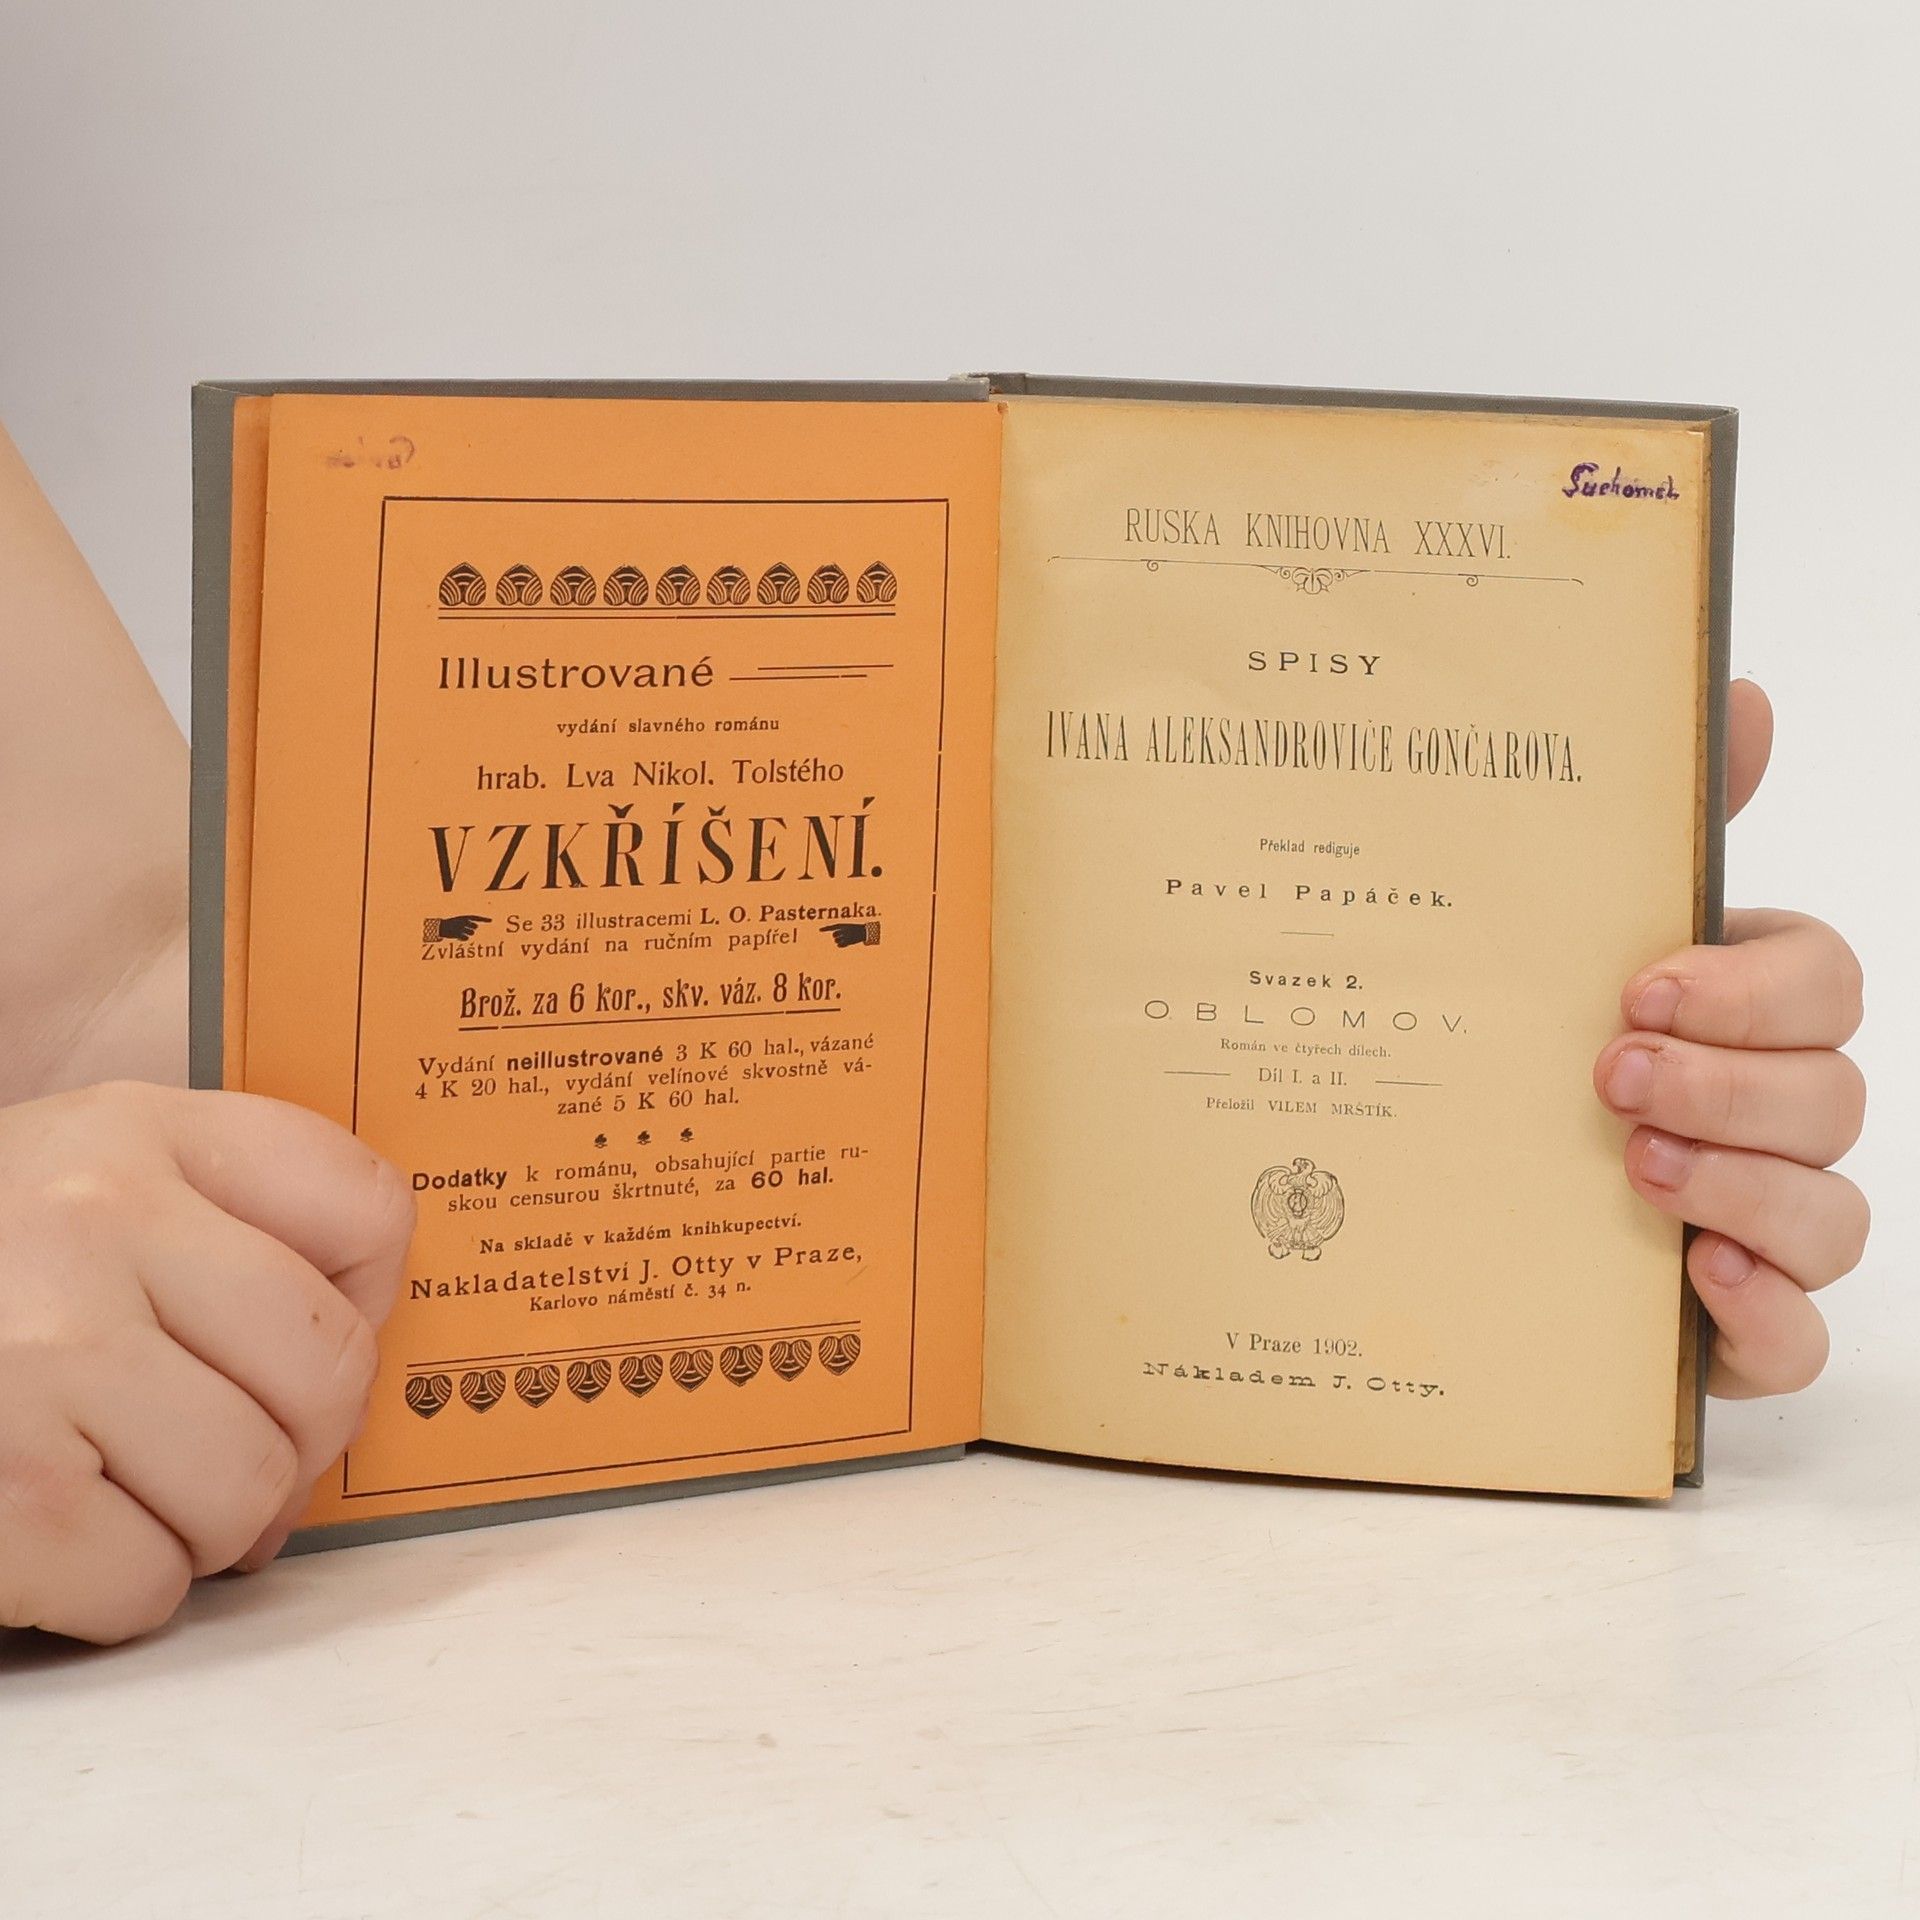 Illustrované
vydání slavného románu
hrab. Lva Nikol. Tolstého
VZKŘÍŠENÍ.
Se 33 illustracemi L. O. Pasternaka.
Zvláštní vydání na ručním papíře!
Brož. za 6 kor., skv. váz. 8 kor.
Vydání neillustrované 3 K 60 hal., vázané
4 K 20 hal., vydání velínové skvostně vá-
zané 5 K 60 hal.
Dodatky k románu, obsahující partie ru-
skou censurou škrtnuté, za 60 hal.
Na skladě v každém knihkupectví.
Nakladatelství J. Otty v Praze,
Karlovo náměstí č. 34 n.
Suchomel
RUSKA KNIHOVNA XXXVI.
SPISY
IVANA ALEKSANDROVIČE GONČAROVA.
Překlad rediguje
Pavel Papáček.
Svazek 2.
OBLOMOV.
Román ve čtyřech dílech.
Díl I. a II.
Přeložil VILEM MRŠTÍK.
V Praze 1902.
Nákladem J. Otty.